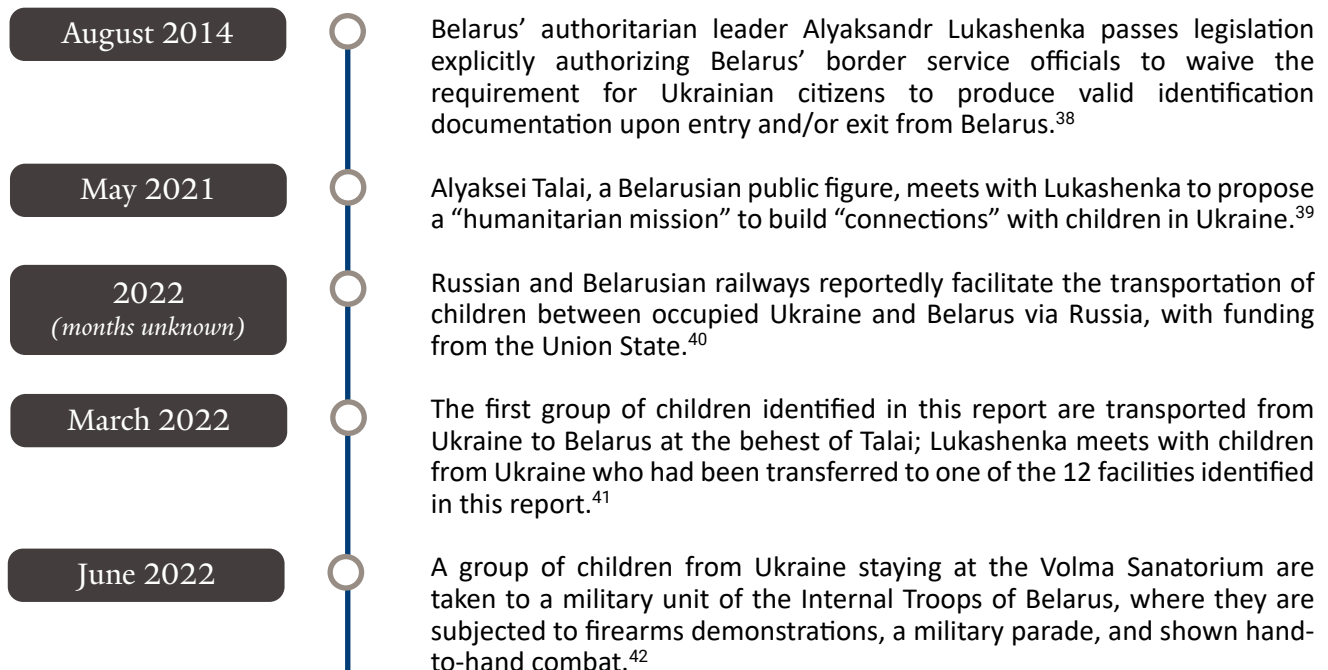 August 2014
Belarus’ authoritarian leader Alyaksandr Lukashenka passes legislation
explicitly authorizing Belarus’ border service officials to waive the
requirement for Ukrainian citizens to produce valid identification
documentation upon entry and/or exit from Belarus.³⁸
May 2021
Alyaksei Talai, a Belarusian public figure, meets with Lukashenka to propose
a “humanitarian mission” to build “connections” with children in Ukraine.³⁹
2022
(months unknown)
Russian and Belarusian railways reportedly facilitate the transportation of
children between occupied Ukraine and Belarus via Russia, with funding
from the Union State.⁴⁰
March 2022
The first group of children identified in this report are transported from
Ukraine to Belarus at the behest of Talai; Lukashenka meets with children
from Ukraine who had been transferred to one of the 12 facilities identified
in this report.⁴¹
June 2022
A group of children from Ukraine staying at the Volma Sanatorium are
taken to a military unit of the Internal Troops of Belarus, where they are
subjected to firearms demonstrations, a military parade, and shown hand-
to-hand combat.⁴²